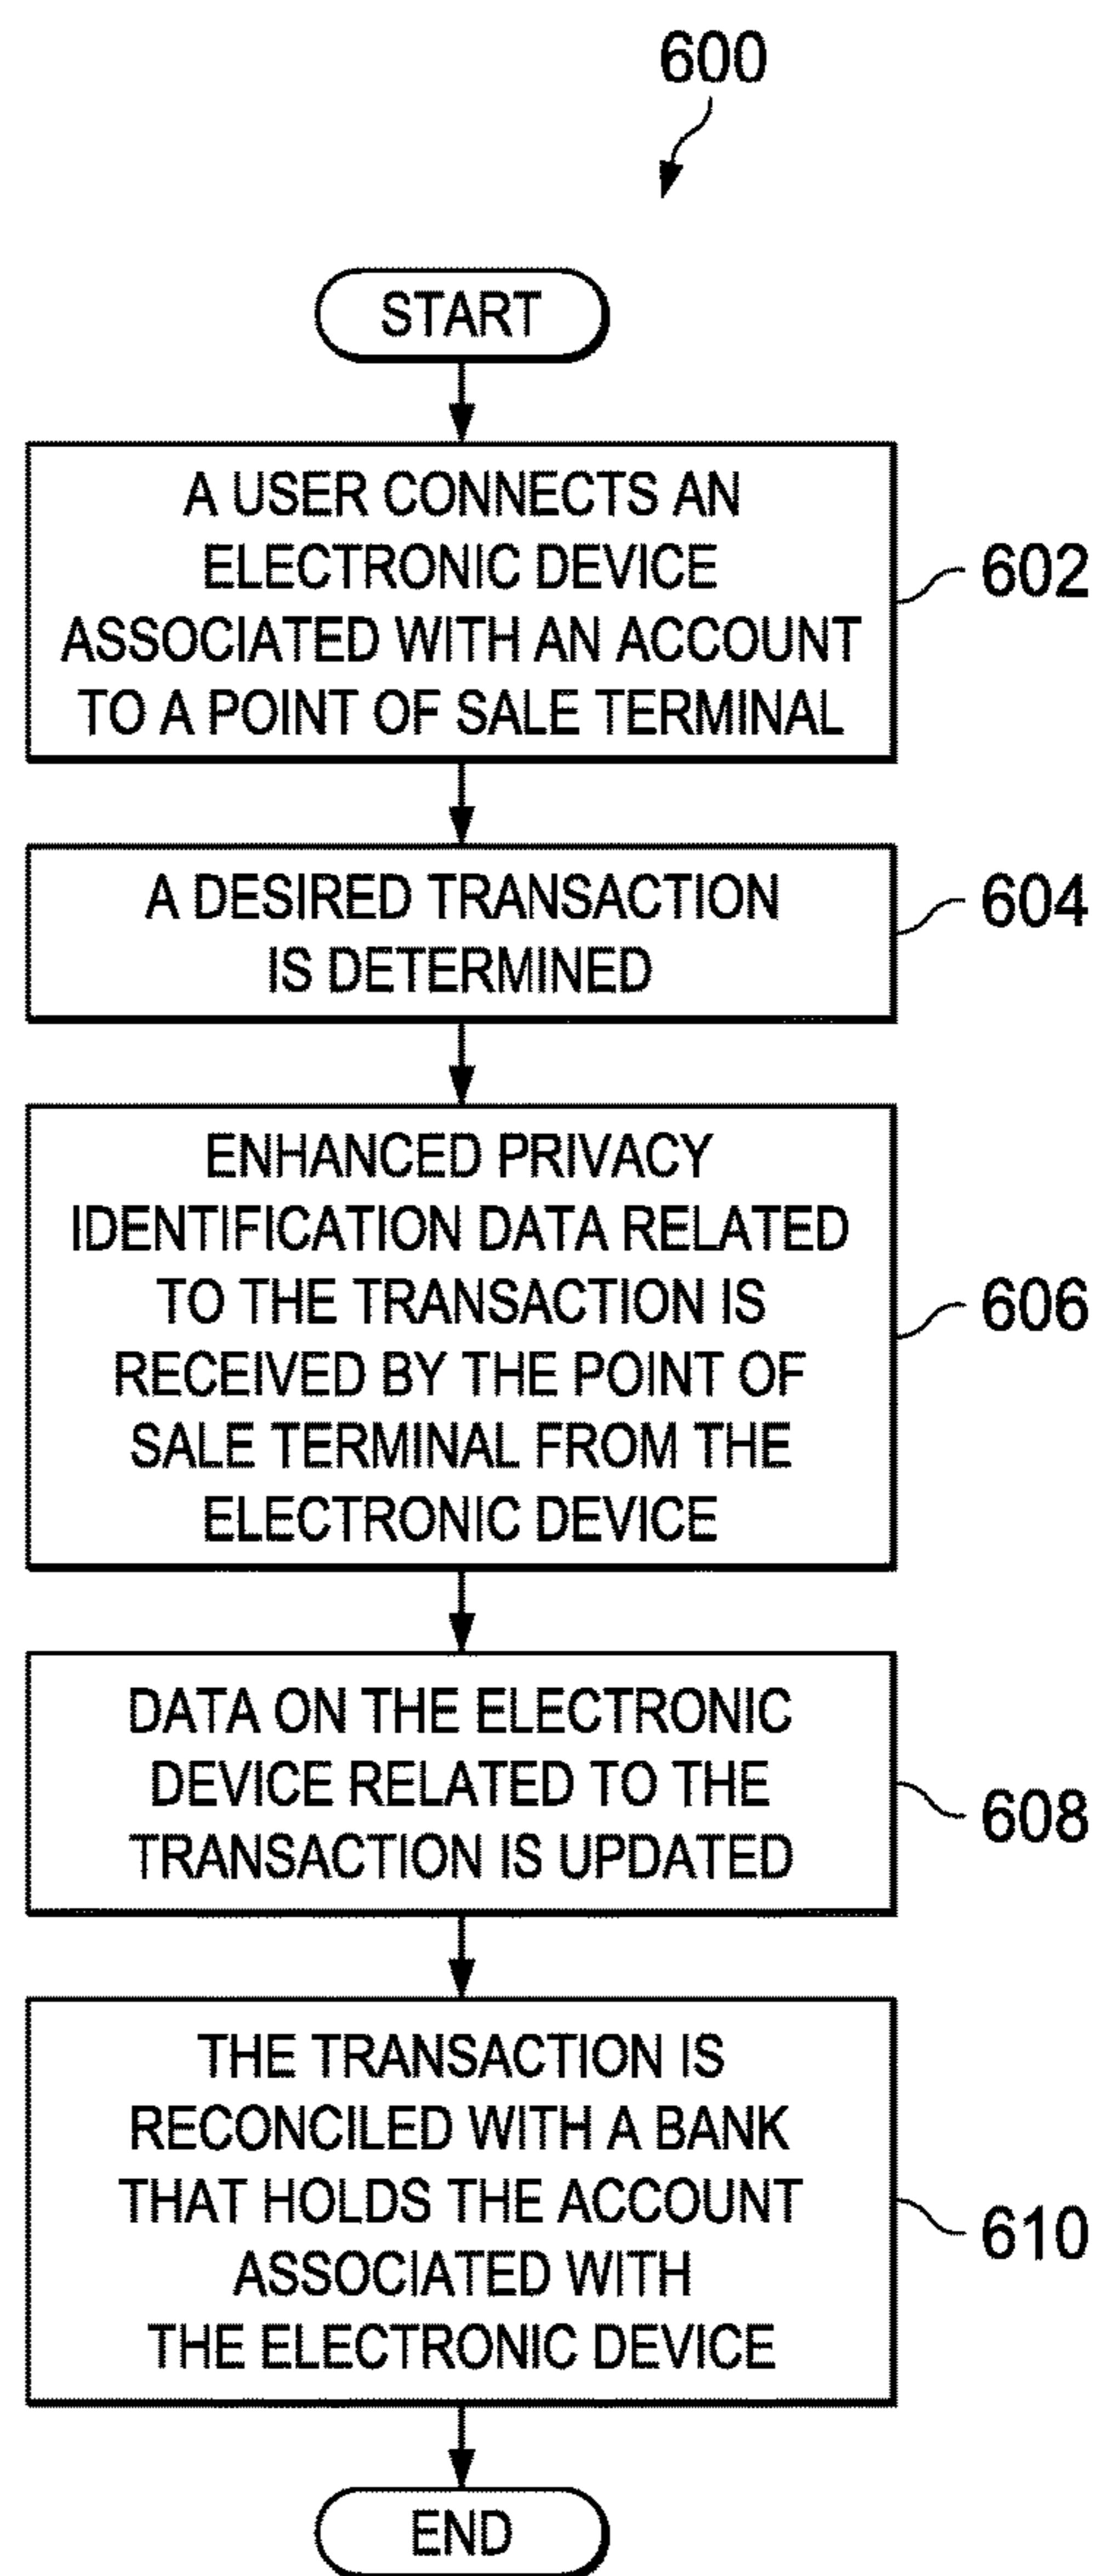 600
START
A USER CONNECTS AN
ELECTRONIC DEVICE
ASSOCIATED WITH AN ACCOUNT
TO A POINT OF SALE TERMINAL
602
A DESIRED TRANSACTION
IS DETERMINED
604
ENHANCED PRIVACY
IDENTIFICATION DATA RELATED
TO THE TRANSACTION IS
RECEIVED BY THE POINT OF
SALE TERMINAL FROM THE
ELECTRONIC DEVICE
606
DATA ON THE ELECTRONIC
DEVICE RELATED TO THE
TRANSACTION IS UPDATED
608
THE TRANSACTION IS
RECONCILED WITH A BANK
THAT HOLDS THE ACCOUNT
ASSOCIATED WITH
THE ELECTRONIC DEVICE
610
END